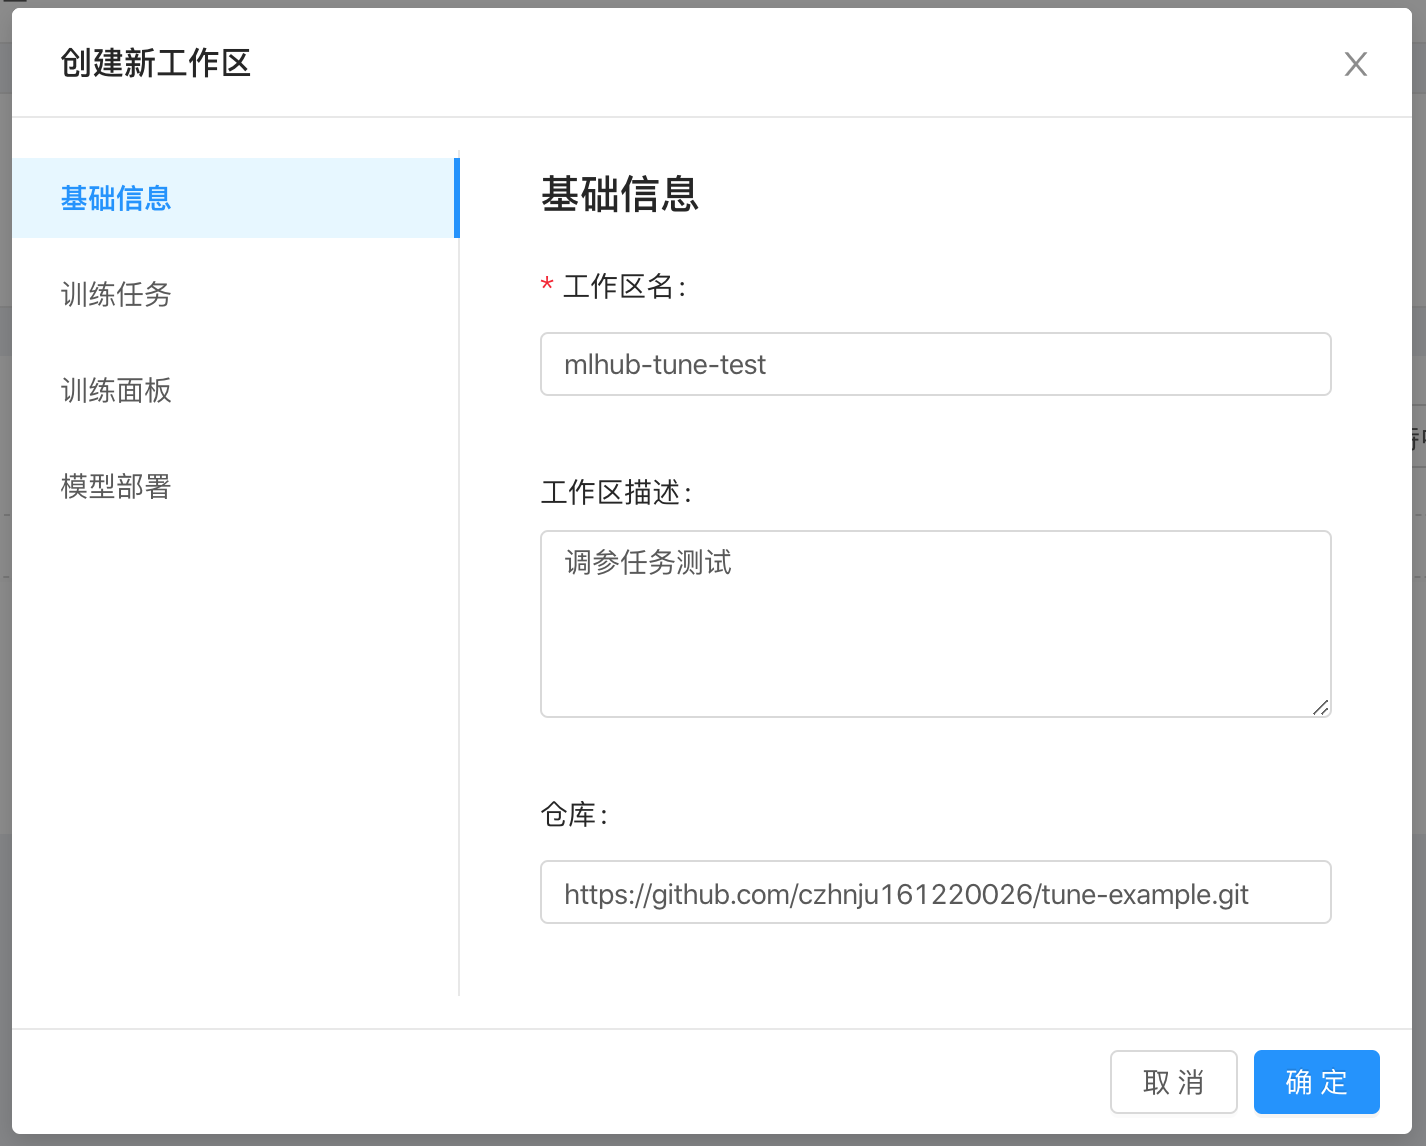 创建新工作区
基础信息
训练任务
训练面板
模型部署
基础信息
* 工作区名:
mlhub-tune-test
工作区描述:
调参任务测试
仓库:
https://github.com/czhnju161220026/tune-example.git
取 消
确 定